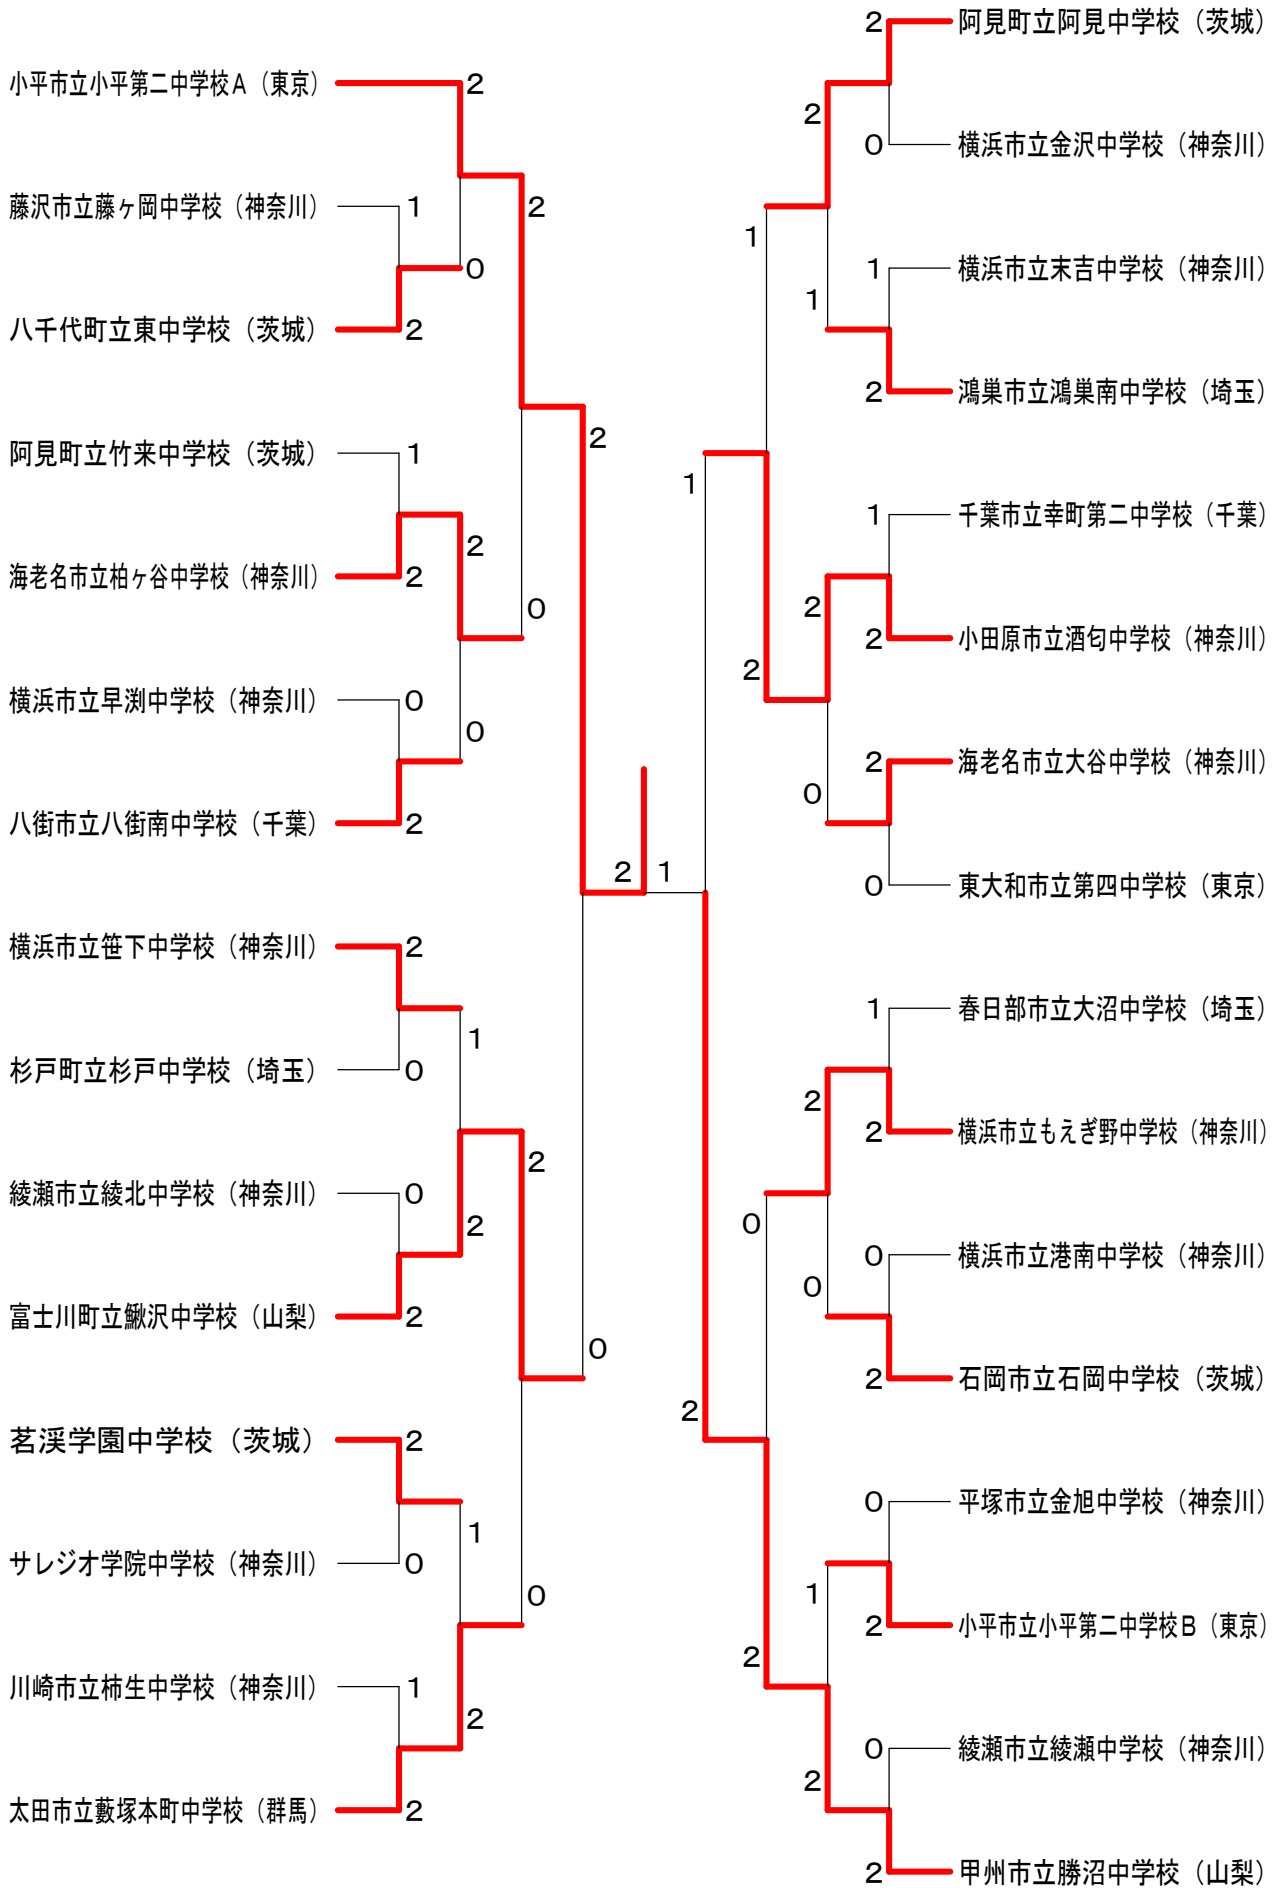 小平市立小平第二中学校A（東京）
2
藤沢市立藤ヶ岡中学校（神奈川）
1
2
0
八千代町立東中学校（茨城）
2
阿見町立竹来中学校（茨城）
1
2
2
海老名市立柏ヶ谷中学校（神奈川）
2
0
横浜市立早渕中学校（神奈川）
0
0
八街市立八街南中学校（千葉）
2
2
1
横浜市立笹下中学校（神奈川）
2
1
杉戸町立杉戸中学校（埼玉）
0
2
綾瀬市立綾北中学校（神奈川）
0
2
富士川町立鰍沢中学校（山梨）
2
0
茗溪学園中学校（茨城）
2
1
サレジオ学院中学校（神奈川）
0
0
川崎市立柿生中学校（神奈川）
1
2
太田市立藪塚本町中学校（群馬）
2
2
阿見町立阿見中学校（茨城）
2
0
横浜市立金沢中学校（神奈川）
1
1
横浜市立末吉中学校（神奈川）
1
2
鴻巣市立鴻巣南中学校（埼玉）
1
1
千葉市立幸町第二中学校（千葉）
2
2
小田原市立酒匂中学校（神奈川）
2
2
海老名市立大谷中学校（神奈川）
0
0
東大和市立第四中学校（東京）
1
春日部市立大沼中学校（埼玉）
2
2
横浜市立もえぎ野中学校（神奈川）
0
0
横浜市立港南中学校（神奈川）
0
2
石岡市立石岡中学校（茨城）
2
0
平塚市立金旭中学校（神奈川）
1
2
小平市立小平第二中学校B（東京）
2
0
綾瀬市立綾瀬中学校（神奈川）
2
2
甲州市立勝沼中学校（山梨）